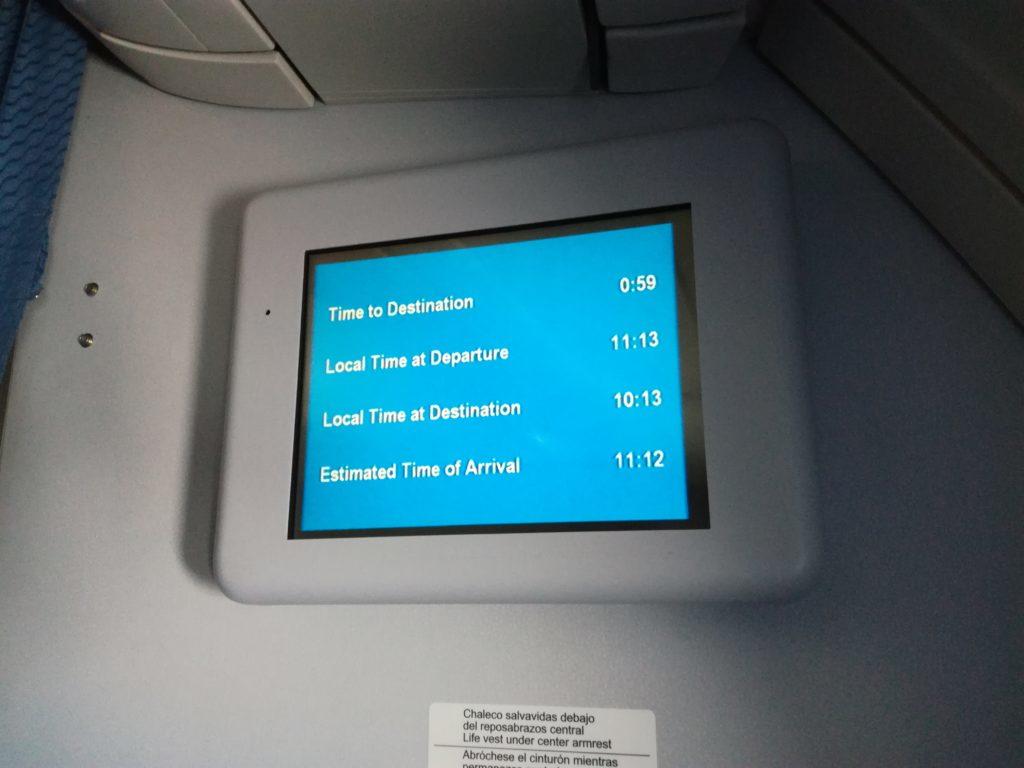 Time to Destination 0:59
Local Time at Departure 11:13
Local Time at Destination 10:13
Estimated Time of Arrival 11:12
Chaleco salvavidas debajo
del reposabrazos central
Life vest under center armrest
Abróchese el cinturón mientras